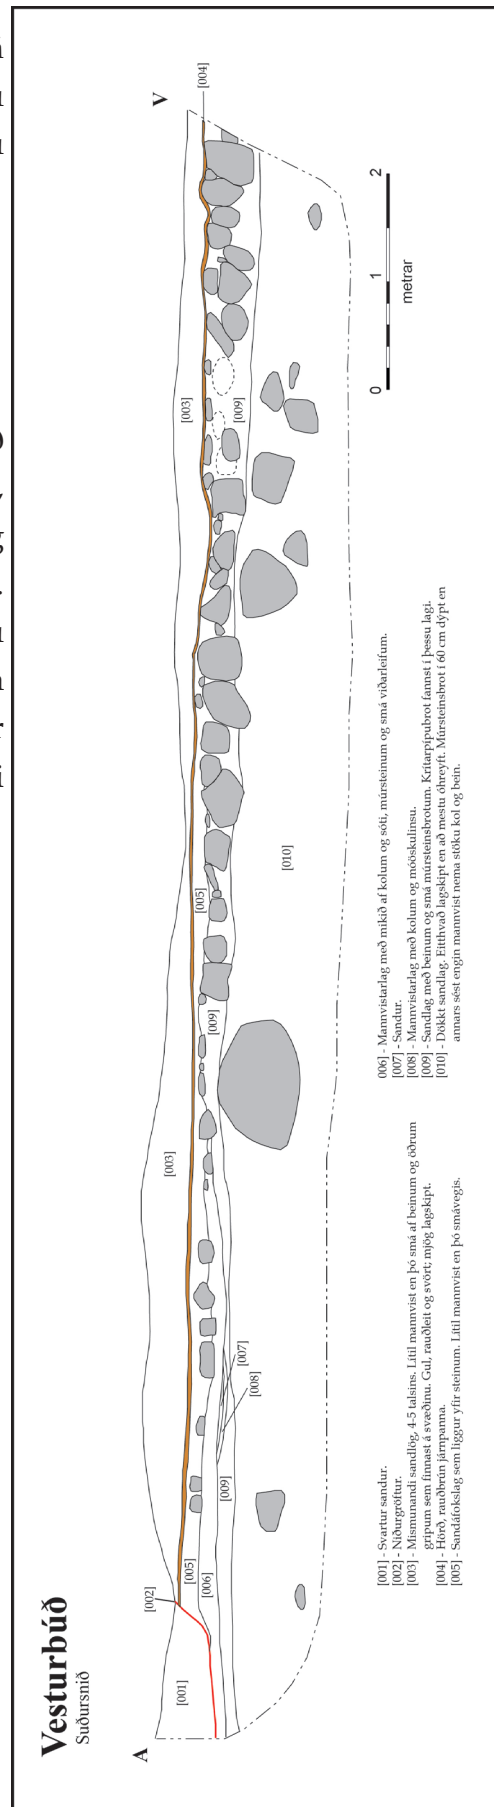 Vesturbúð
Suðursnið
A
V
[001]
[002]
[003]
[003]
[004]
[005]
[005]
[006]
[007]
[008]
[009]
[009]
[009]
[010]
0 1 2
metrar
[001] - Svartur sandur.
[002] - Niðurgröftur.
[003] - Mismunandi sandlög, 4-5 talsins. Lítil mannvist en þó smá af beinum og öðrum
gripum sem finnast á svæðinu. Gul, rauðleit og svört; mjög lagskipt.
[004] - Hörð, rauðbrún járnpanna.
[005] - Sandáfokslag sem liggur yfir steinum. Lítil mannvist en þó smávegis.
006] - Mannvistarlag með mikið af kolum og sóti, múrsteinum og smá viðarleifum.
[007] - Sandur.
[008] - Mannvistarlag með kolum og móöskulinsu.
[009] - Sandlag með beinum og smá múrsteinsbrotum. Krítarpípubrot fannst í þessu lagi.
[010] - Dökkt sandlag. Eitthvað lagskipt en að mestu óhreyft. Múrsteinsbrot í 60 cm dýpt en
annars sést engin mannvist nema stöku kol og bein.